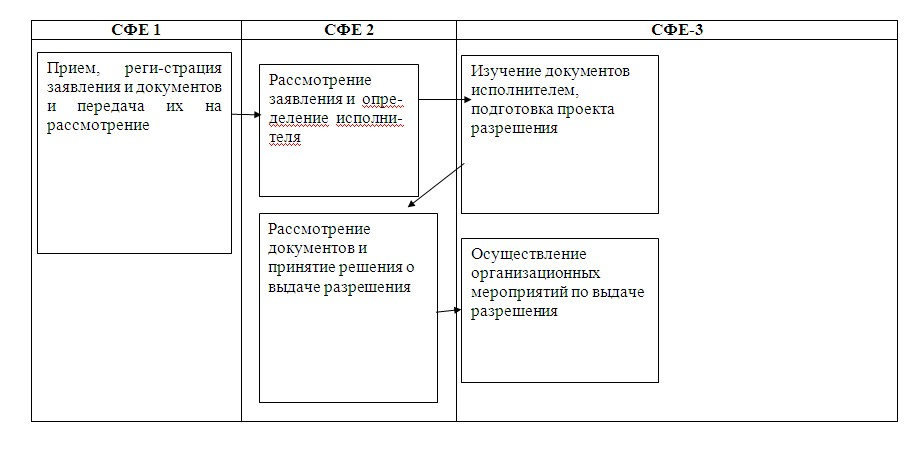 СФЕ 1
СФЕ 2
СФЕ-3
Прием, реги-страция
заявления и документов
и передача их на
рассмотрение
Рассмотрение
заявления и опре-
деление исполни-
теля
Изучение документов
исполнителем,
подготовка проекта
разрешения
Рассмотрение
документов и
принятие решения о
выдаче разрешения
Осуществление
организационных
мероприятий по выдаче
разрешения